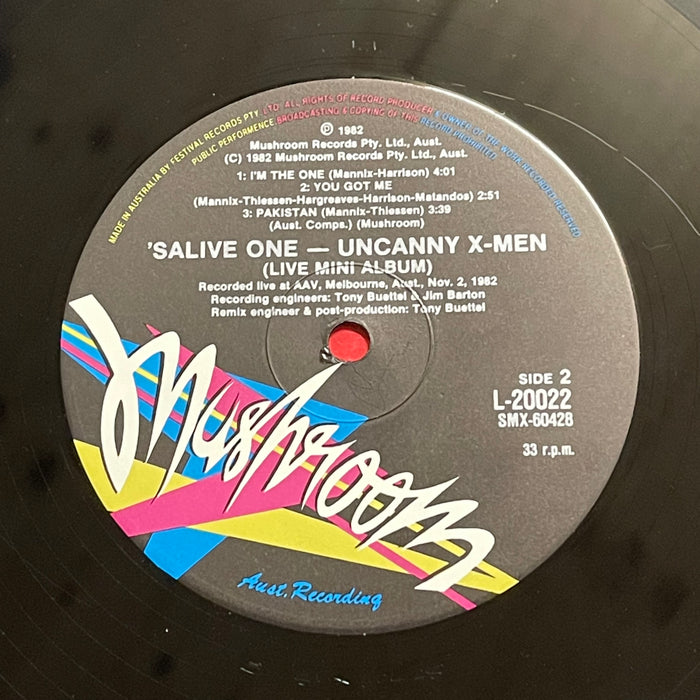 MADE IN AUSTRALIA BY FESTIVAL RECORDS PTY. LTD. ALL RIGHTS OF RECORD PRODUCER & OWNER OF THE WORK RECORDED RESERVED
PUBLIC PERFORMENCE, BROADCASTING & COPYING OF THIS RECORD PROHIBITED
Ⓟ 1982
Mushroom Records Pty. Ltd., Aust.
(C) 1982 Mushroom Records Pty. Ltd., Aust.
1: I'M THE ONE (Mannix-Harrison) 4:01
2: YOU GOT ME
(Mannix-Thiessen-Hargreaves-Harrison-Matandos) 2:51
3: PAKISTAN (Mannix-Thiessen) 3:39
(Aust. Comps.) (Mushroom)
'SALIVE ONE — UNCANNY X-MEN
(LIVE MINI ALBUM)
Recorded live at AAV, Melbourne, Aust., Nov. 2, 1982
Recording engineers: Tony Buettel & Jim Barton
Remix engineer & post-production: Tony Buettel
SIDE 2
L-20022
SMX-60428
33 r.p.m.
Mushroom
Aust. Recording